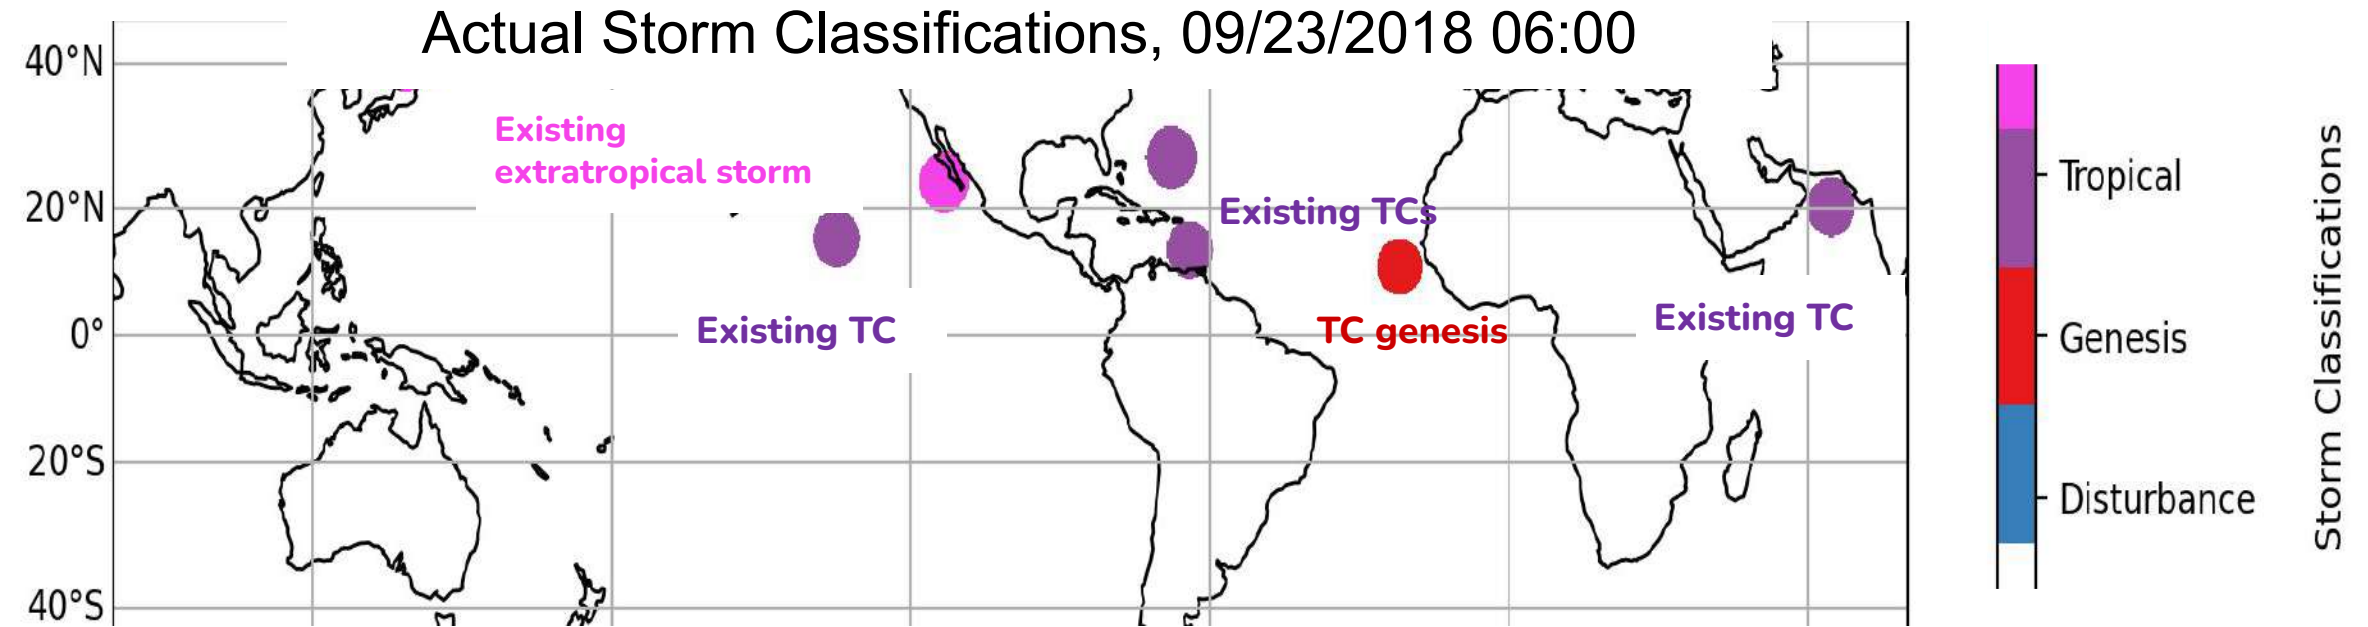 Actual Storm Classifications, 09/23/2018 06:00
40°N
20°N
0°
20°S
40°S
Existing
extratropical storm
Existing TCs
Existing TC
TC genesis
Existing TC
Tropical
Genesis
Disturbance
Storm Classifications